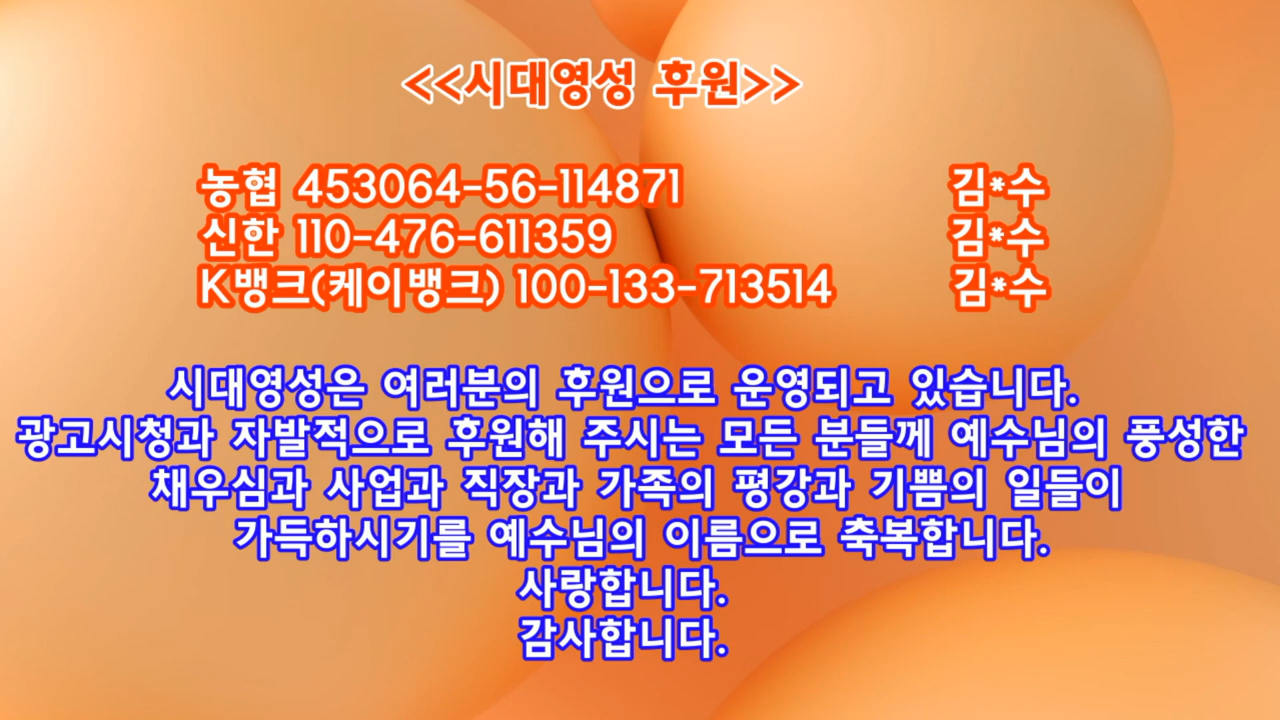 <<시대영성 후원>>
농협 453064-56-114871 김*수
신한 110-476-611359 김*수
K뱅크(케이뱅크) 100-133-713514 김*수
시대영성은 여러분의 후원으로 운영되고 있습니다.
광고시청과 자발적으로 후원해 주시는 모든 분들께 예수님의 풍성한
채우심과 사업과 직장과 가족의 평강과 기쁨의 일들이
가득하시기를 예수님의 이름으로 축복합니다.
사랑합니다.
감사합니다.